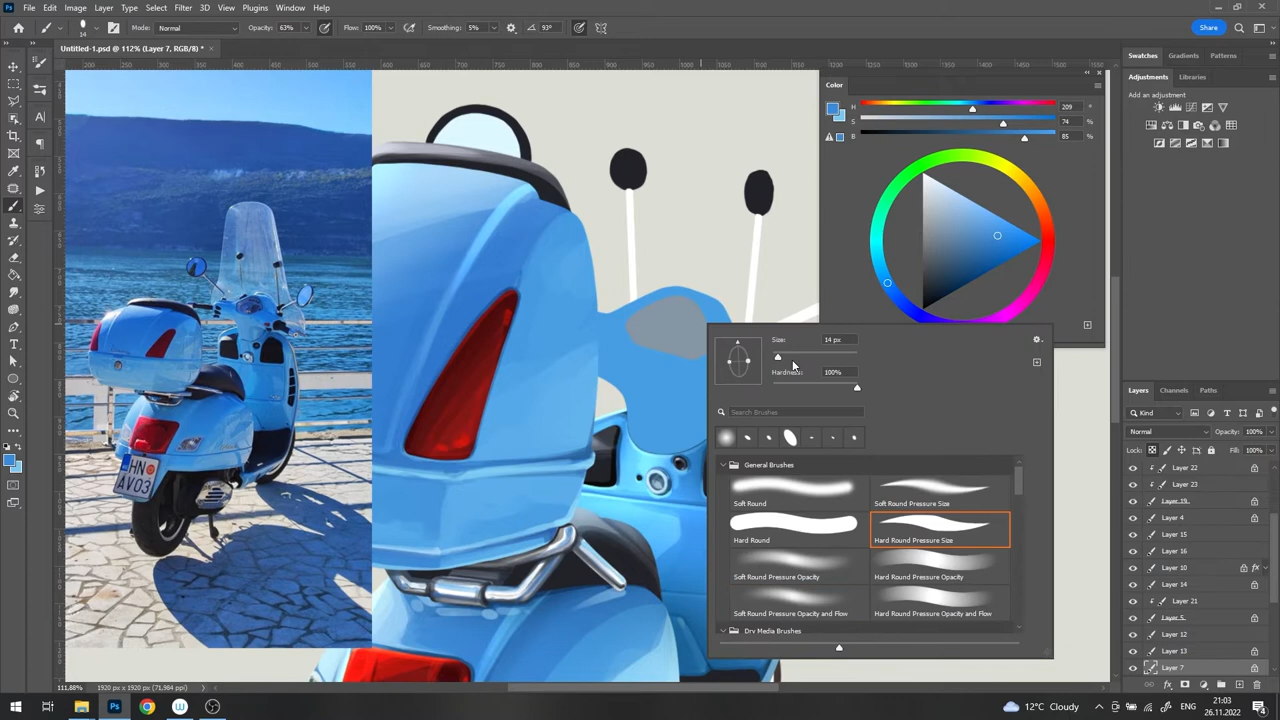 Ps File Edit Image Layer Type Select Filter 3D View Plugins Window Help
14 Mode: Normal Opacity: 63% Flow: 100% Smoothing: 5% 93° Share
Untitled-1.psd @ 112% (Layer 7, RGB/8) *
Swatches Gradients Patterns
Adjustments Libraries
Add an adjustment
Color
H 209 °
S 74 %
B 85 %
HN
AV03
Size: 14 px
Hardness: 100%
Search Brushes
General Brushes
Soft Round Soft Round Pressure Size
Hard Round Hard Round Pressure Size
Soft Round Pressure Opacity Hard Round Pressure Opacity
Soft Round Pressure Opacity and Flow Hard Round Pressure Opacity and Flow
Dry Media Brushes
Layers Channels Paths
Kind
Normal Opacity: 100%
Lock: Fill: 100%
Layer 22
Layer 23
Layer 19
Layer 4
Layer 15
Layer 16
Layer 10 fx
Layer 14
Layer 21
Layer 5
Layer 12
Layer 13
Layer 7
111.88% 1920 px x 1920 px (71,984 ppi)
12°C Cloudy
21:03
26.11.2022